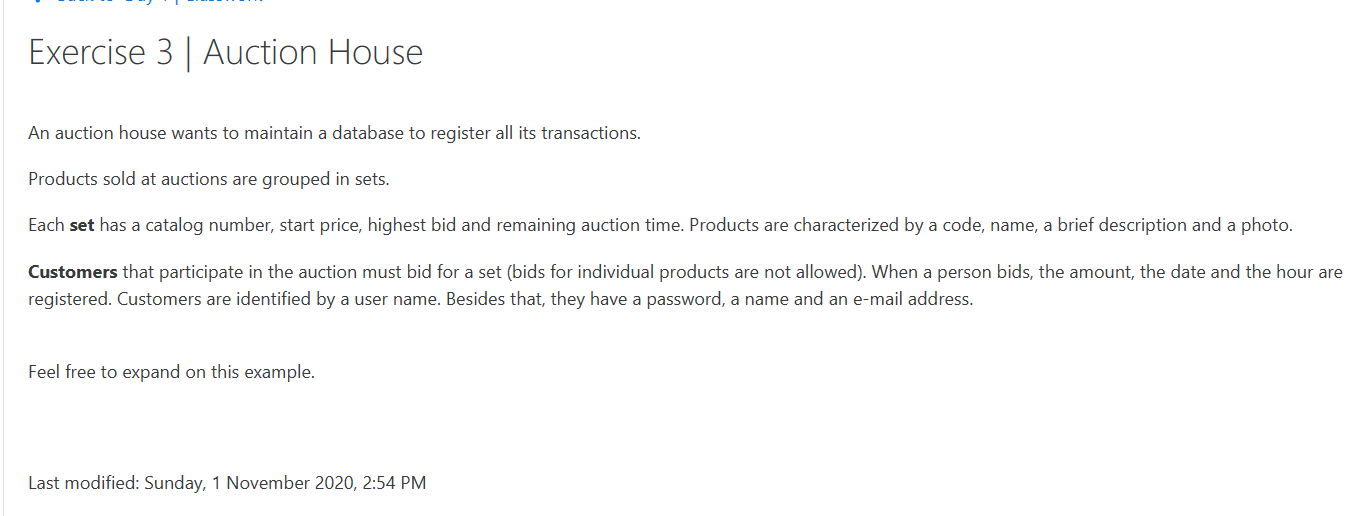 Exercise 3 | Auction House
An auction house wants to maintain a database to register all its transactions.
Products sold at auctions are grouped in sets.
Each set has a catalog number, start price, highest bid and remaining auction time. Products are characterized by a code, name, a brief description and a photo.
Customers that participate in the auction must bid for a set (bids for individual products are not allowed). When a person bids, the amount, the date and the hour are
registered. Customers are identified by a user name. Besides that, they have a password, a name and an e-mail address.
Feel free to expand on this example.
Last modified: Sunday, 1 November 2020, 2:54 PM